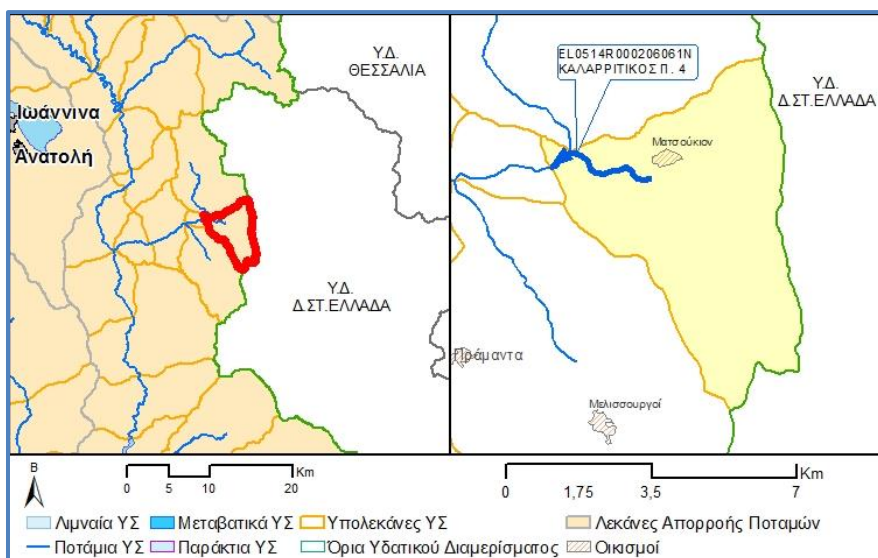 Υ.Δ.
ΘΕΣΣΑΛΙΑ
Ιωάννινα
Ανατολή
Υ.Δ.
Δ.ΣΤ.ΕΛΛΑΔΑ
EL0514R000206061N
ΚΑΛΑΡΡΙΤΙΚΟΣ Π. 4
Ματσούκιον
Υ.Δ.
Δ.ΣΤ.ΕΛΛΑΔΑ
Πράμαντα
Μελισσουργοί
Β
Km
0 5 10 20
Km
0 1,75 3,5 7
Λιμναία ΥΣ Μεταβατικά ΥΣ Υπολεκάνες ΥΣ Λεκάνες Απορροής Ποταμών
Ποτάμια ΥΣ Παράκτια ΥΣ Όρια Υδατικού Διαμερίσματος Οικισμοί